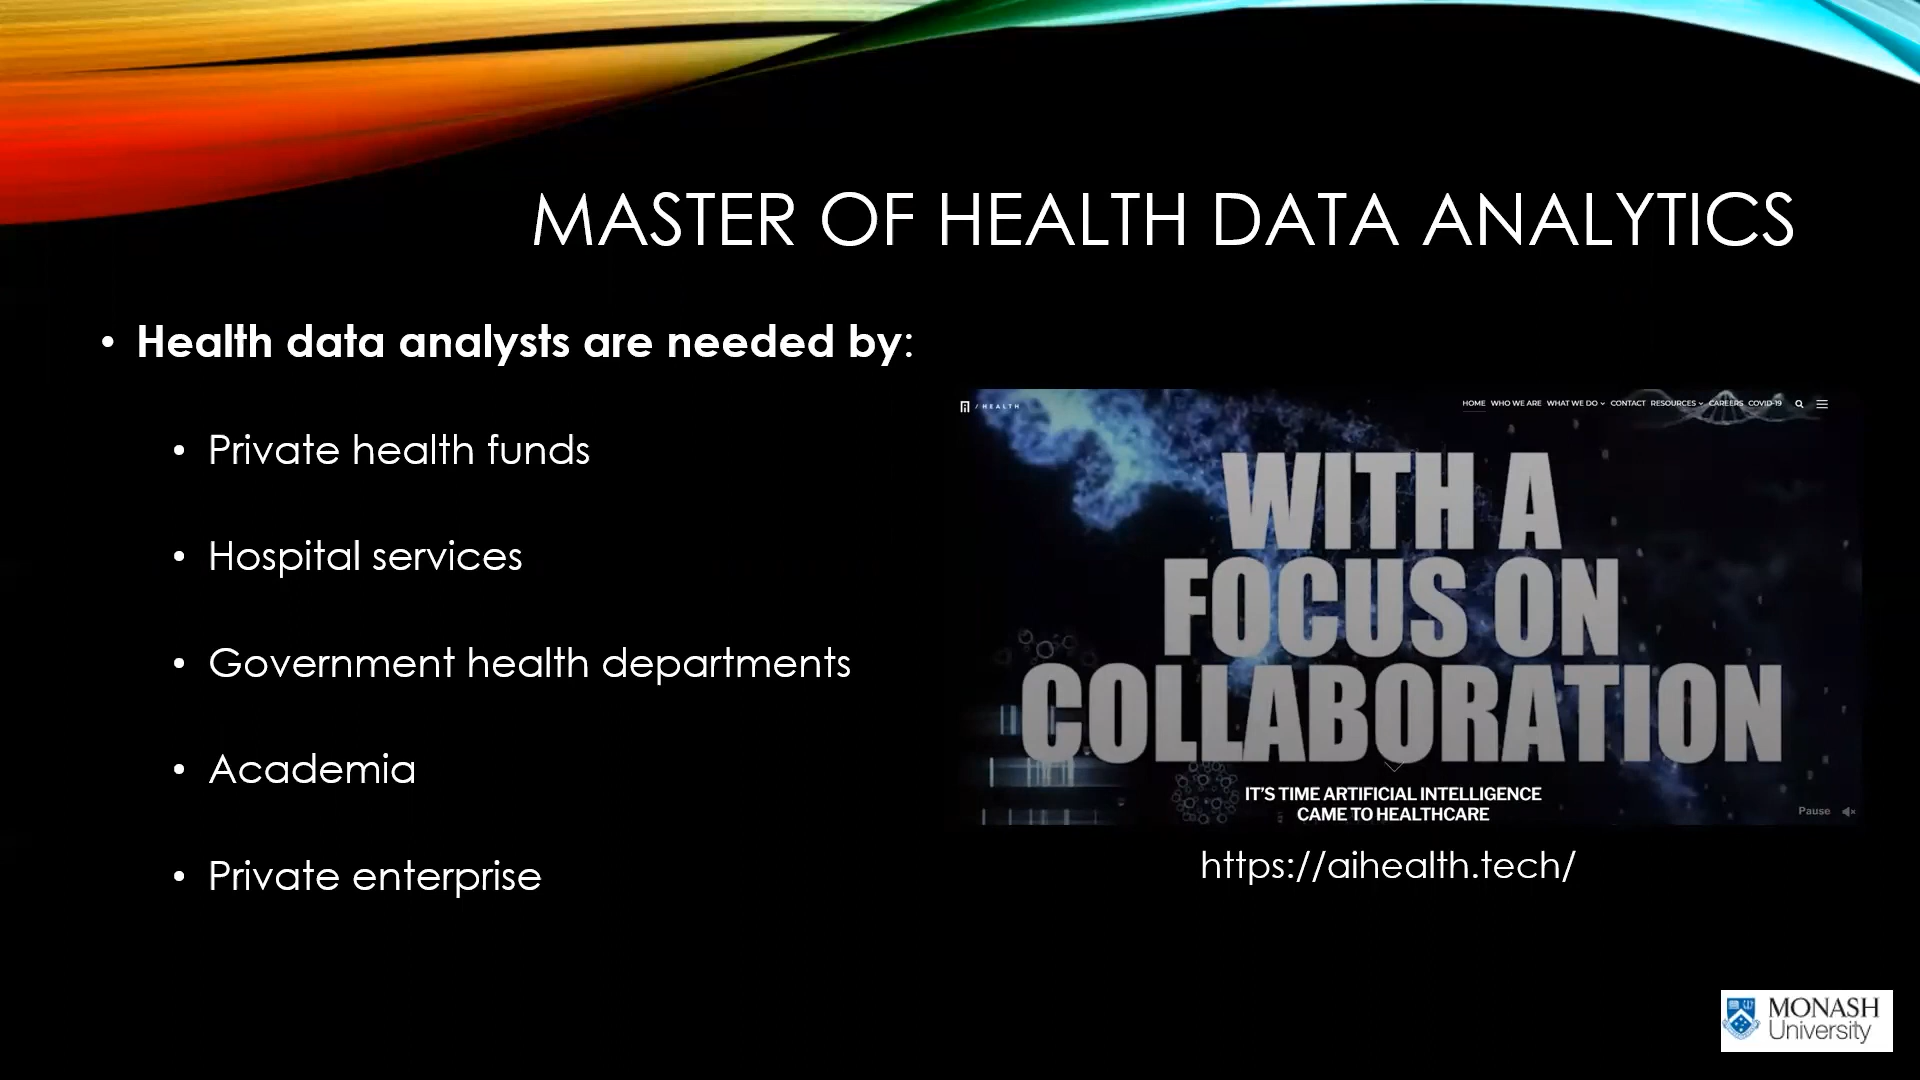 MASTER OF HEALTH DATA ANALYTICS
• Health data analysts are needed by:
• Private health funds
• Hospital services
• Government health departments
• Academia
• Private enterprise
/ HEALTH
HOME WHO WE ARE WHAT WE DO CONTACT RESOURCES CAREERS COVID-19
WITH A
FOCUS ON
COLLABORATION
IT'S TIME ARTIFICIAL INTELLIGENCE
CAME TO HEALTHCARE
Pause
https://aihealth.tech/
MONASH
University